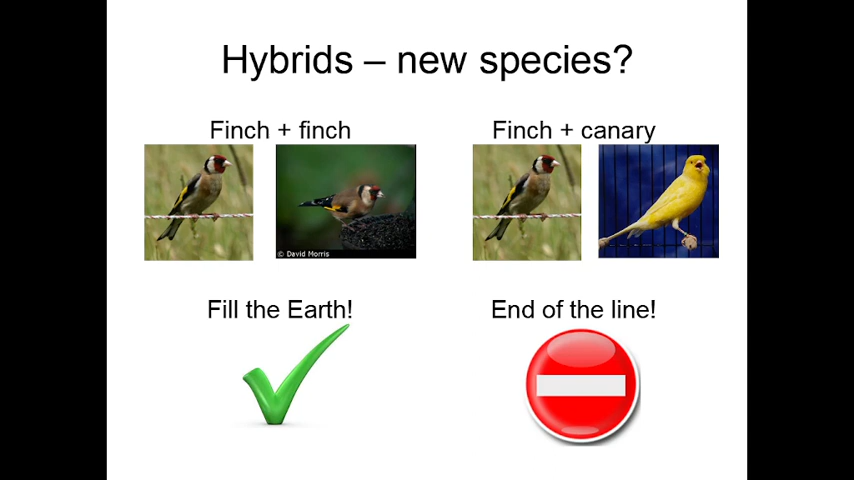 Hybrids – new species?
Finch + finch
Finch + canary
© David Morris
Fill the Earth!
End of the line!